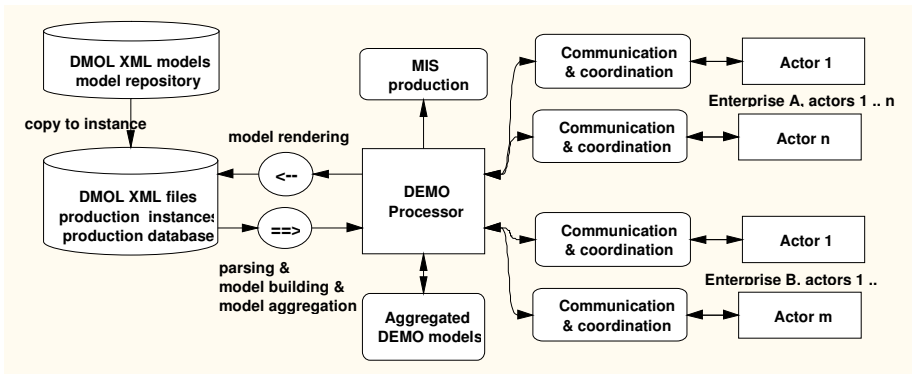 DMOL XML models
model repository
copy to instance
DMOL XML files
production instances
production database
model rendering
<--
==>
parsing &
model building &
model aggregation
MIS
production
DEMO
Processor
Aggregated
DEMO models
Communication
& coordination
Actor 1
Enterprise A, actors 1 .. n
Communication
& coordination
Actor n
Communication
& coordination
Actor 1
Enterprise B, actors 1 ..
Communication
& coordination
Actor m